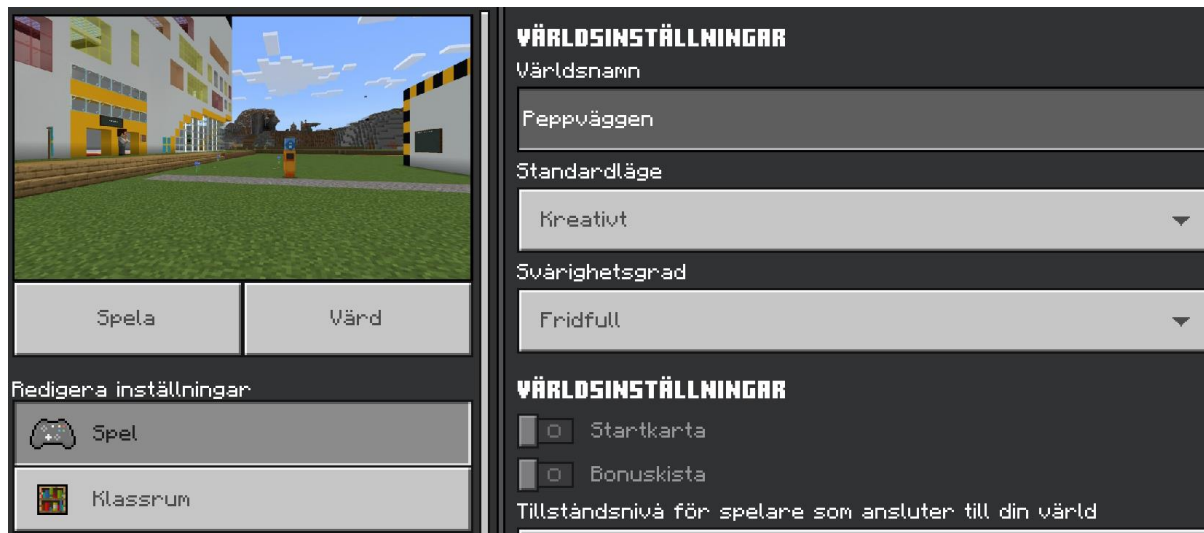 Spela
Värd
Redigera inställningar
Spel
Klassrum
VÄRLDSINSTÄLLNINGAR
Världsnamn
Peppväggen
Standardläge
Kreativt
Svårighetsgrad
Fridfull
VÄRLDSINSTÄLLNINGAR
Startkarta
Bonuskista
Tillståndsnivå för spelare som ansluter till din värld